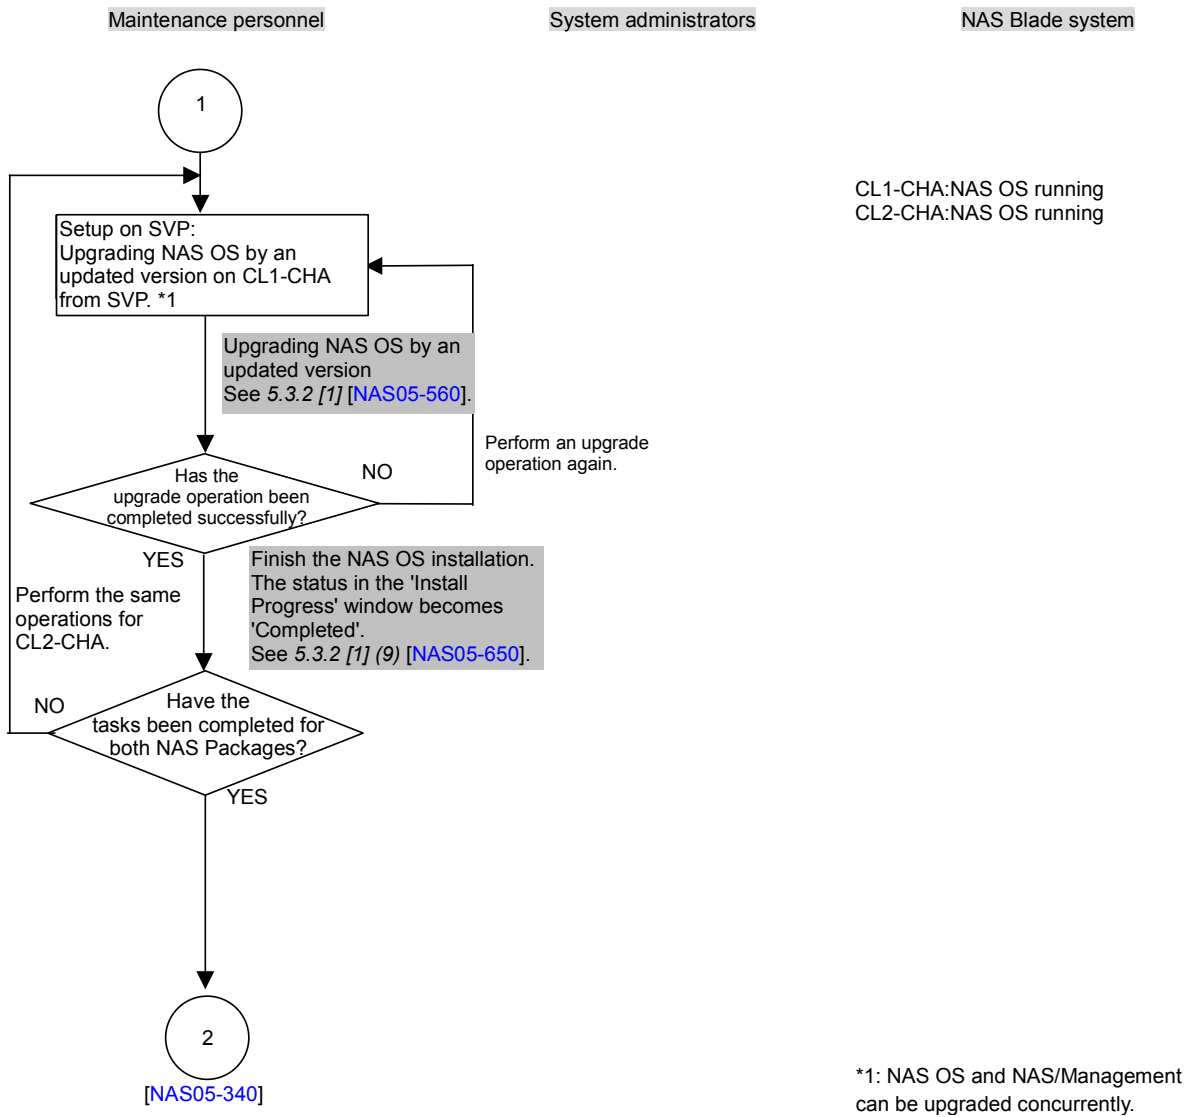 Maintenance personnel
System administrators
NAS Blade system
1
CL1-CHA:NAS OS running
CL2-CHA:NAS OS running
Setup on SVP:
Upgrading NAS OS by an
updated version on CL1-CHA
from SVP. *1
Upgrading NAS OS by an
updated version
See 5.3.2 [1] [NAS05-560].
Perform an upgrade
operation again.
Has the
upgrade operation been
completed successfully?
NO
YES
Finish the NAS OS installation.
The status in the 'Install
Progress' window becomes
'Completed'.
See 5.3.2 [1] (9) [NAS05-650].
Perform the same
operations for
CL2-CHA.
NO
Have the
tasks been completed for
both NAS Packages?
YES
2
[NAS05-340]
*1: NAS OS and NAS/Management
can be upgraded concurrently.